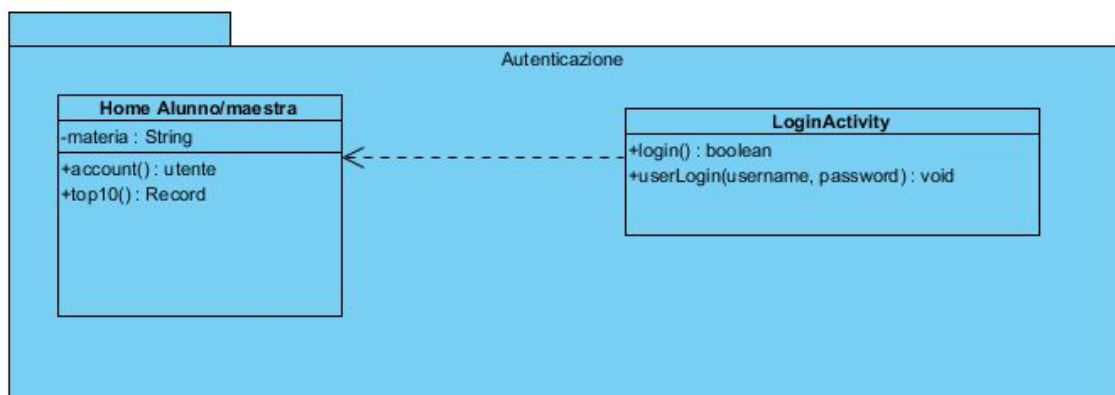 Autenticazione
Home Alunno/maestra
-materia : String
+account() : utente
+top10() : Record
LoginActivity
+login() : boolean
+userLogin(username, password) : void